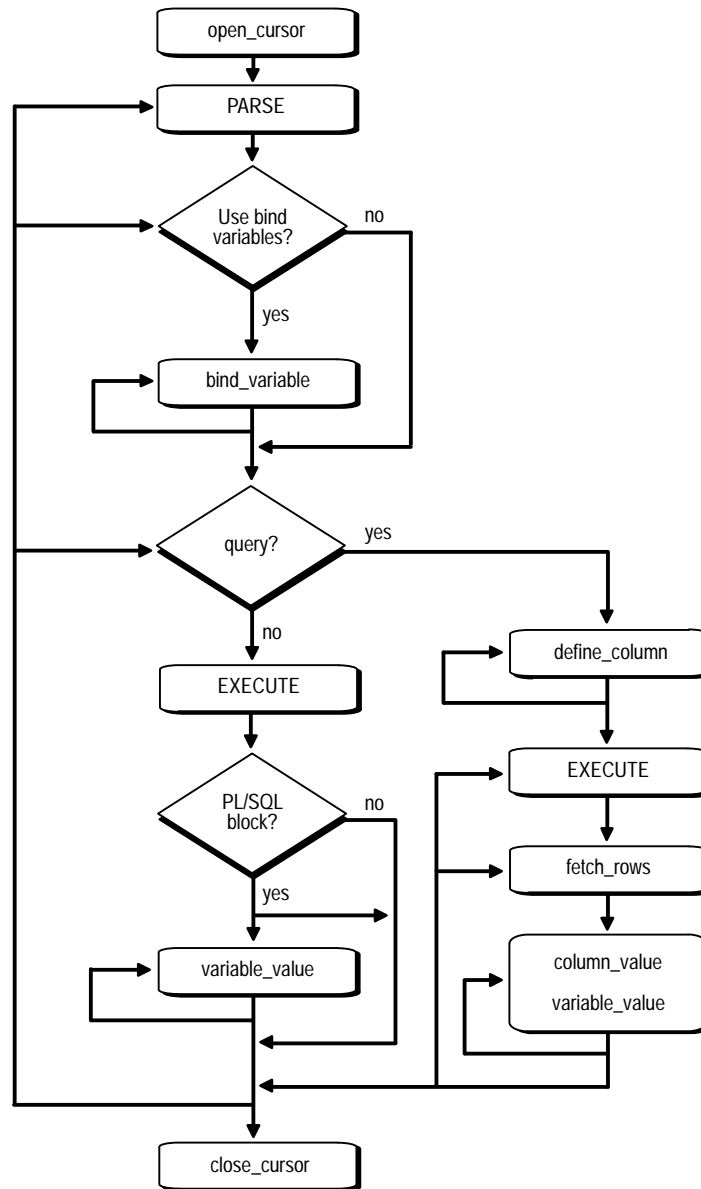 open_cursor
PARSE
Use bind
variables?
no
yes
bind_variable
query?
yes
no
define_column
EXECUTE
EXECUTE
PL/SQL
block?
no
fetch_rows
yes
variable_value
column_value
variable_value
close_cursor